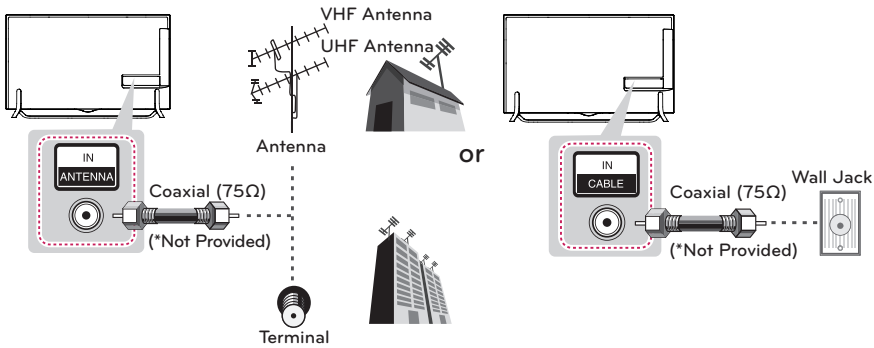 VHF Antenna
UHF Antenna
Antenna
IN
ANTENNA
Coaxial (75Ω)
(*Not Provided)
Terminal
or
IN
CABLE
Coaxial (75Ω)
(*Not Provided)
Wall Jack